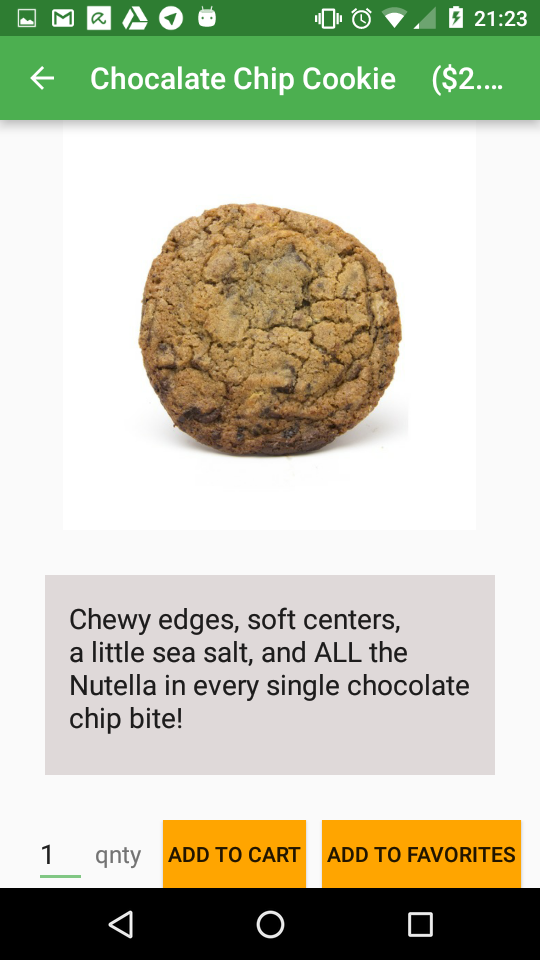 21:23
Chocalate Chip Cookie ($2....
Chewy edges, soft centers,
a little sea salt, and ALL the
Nutella in every single chocolate
chip bite!
1 qnty ADD TO CART ADD TO FAVORITES